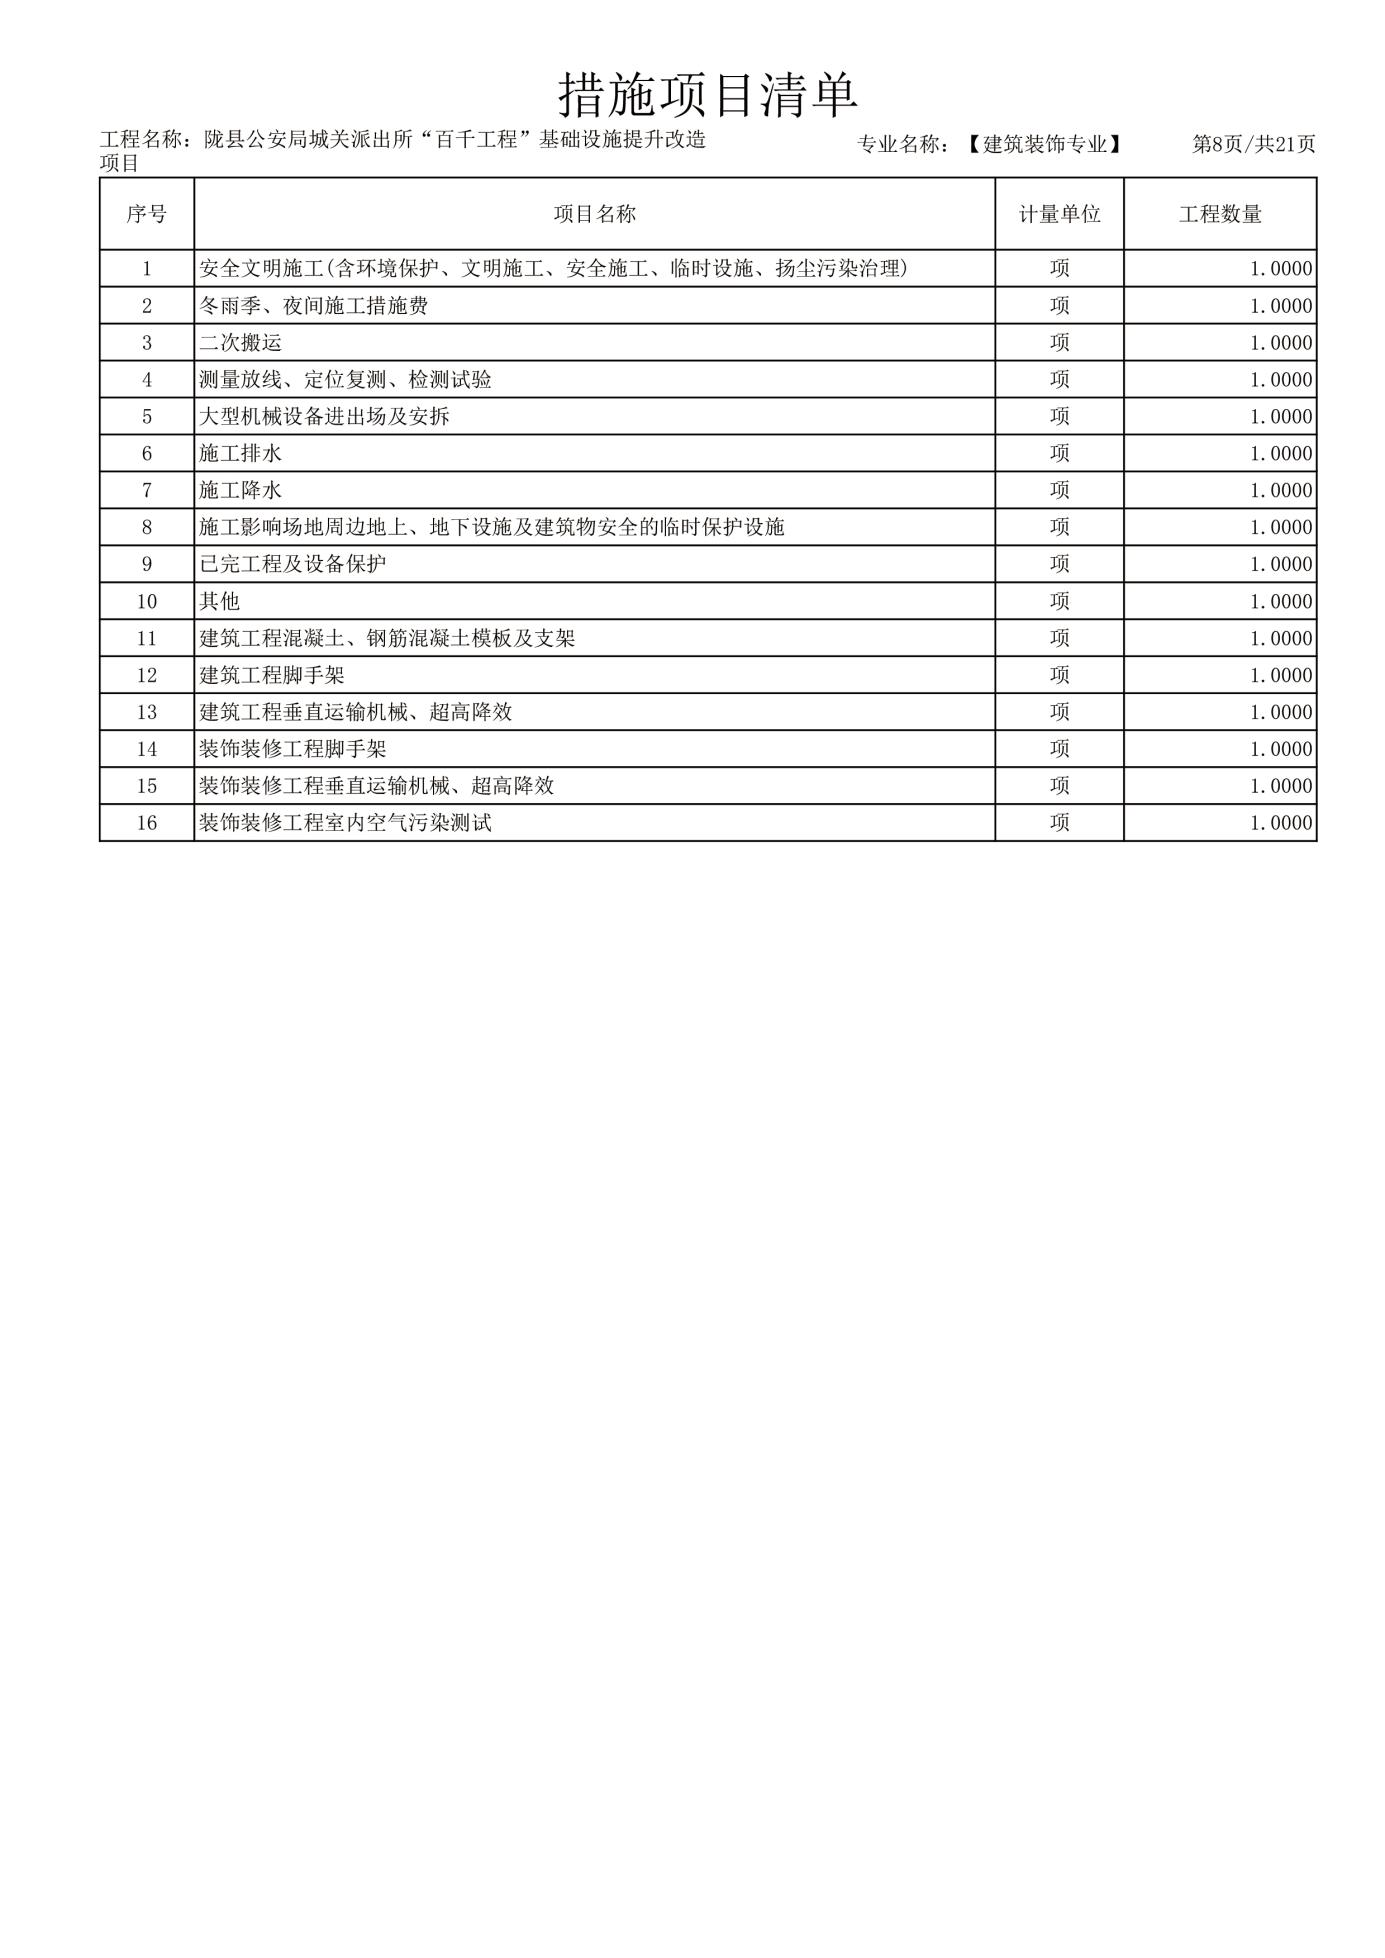 措施项目清单
工程名称：陇县公安局城关派出所“百千工程”基础设施提升改造
项目
专业名称：【建筑装饰专业】 第8页/共21页
序号 项目名称 计量单位 工程数量
1 安全文明施工(含环境保护、文明施工、安全施工、临时设施、扬尘污染治理) 项 1.0000
2 冬雨季、夜间施工措施费 项 1.0000
3 二次搬运 项 1.0000
4 测量放线、定位复测、检测试验 项 1.0000
5 大型机械设备进出场及安拆 项 1.0000
6 施工排水 项 1.0000
7 施工降水 项 1.0000
8 施工影响场地周边地上、地下设施及建筑物安全的临时保护设施 项 1.0000
9 已完工程及设备保护 项 1.0000
10 其他 项 1.0000
11 建筑工程混凝土、钢筋混凝土模板及支架 项 1.0000
12 建筑工程脚手架 项 1.0000
13 建筑工程垂直运输机械、超高降效 项 1.0000
14 装饰装修工程脚手架 项 1.0000
15 装饰装修工程垂直运输机械、超高降效 项 1.0000
16 装饰装修工程室内空气污染测试 项 1.0000